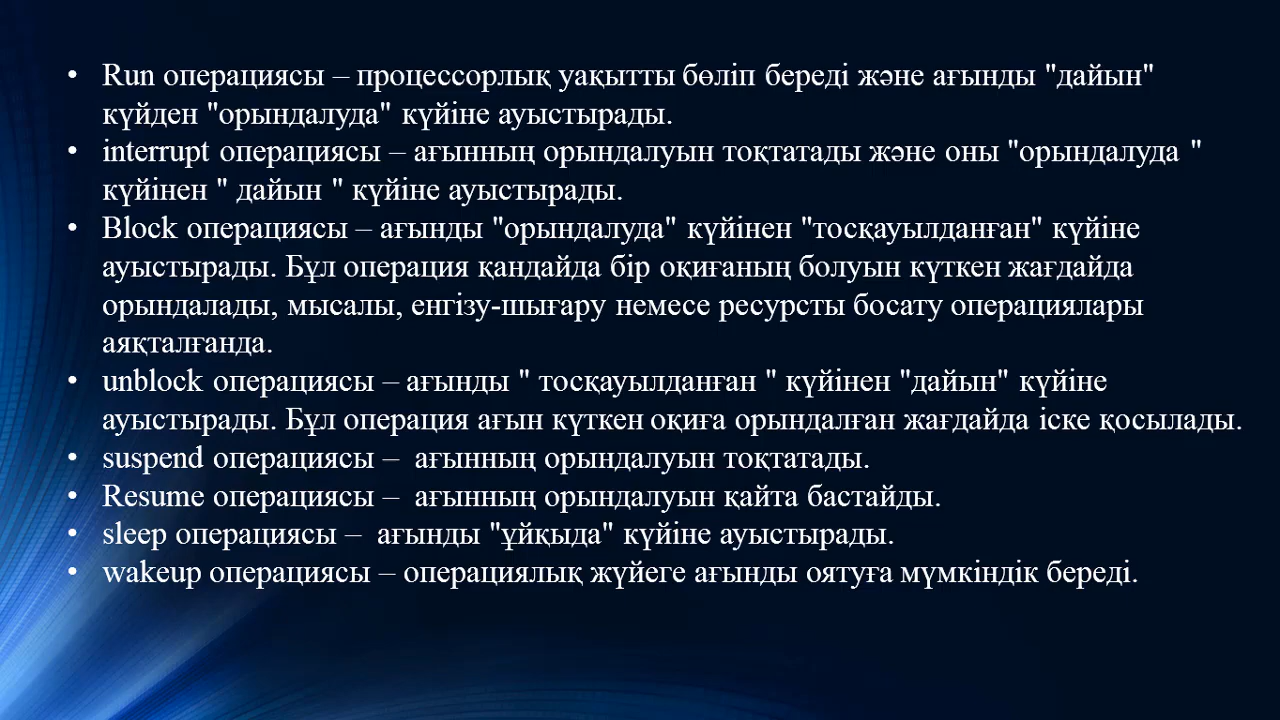 • Run операциясы – процессорлық уақытты бөліп береді және ағынды "дайын"
күйден "орындалуда" күйіне ауыстырады.
• interrupt операциясы – ағынның орындалуын тоқтатады және оны "орындалуда "
күйінен " дайын " күйіне ауыстырады.
• Block операциясы – ағынды "орындалуда" күйінен "тосқауылданған" күйіне
ауыстырады. Бұл операция қандайда бір оқиғаның болуын күткен жағдайда
орындалады, мысалы, енгізу-шығару немесе ресурсты босату операциялары
аяқталғанда.
• unblock операциясы – ағынды " тосқауылданған " күйінен "дайын" күйіне
ауыстырады. Бұл операция ағын күткен оқиға орындалған жағдайда іске қосылады.
• suspend операциясы – ағынның орындалуын тоқтатады.
• Resume операциясы – ағынның орындалуын қайта бастайды.
• sleep операциясы – ағынды "ұйқыда" күйіне ауыстырады.
• wakeup операциясы – операциялық жүйеге ағынды оятуға мүмкіндік береді.